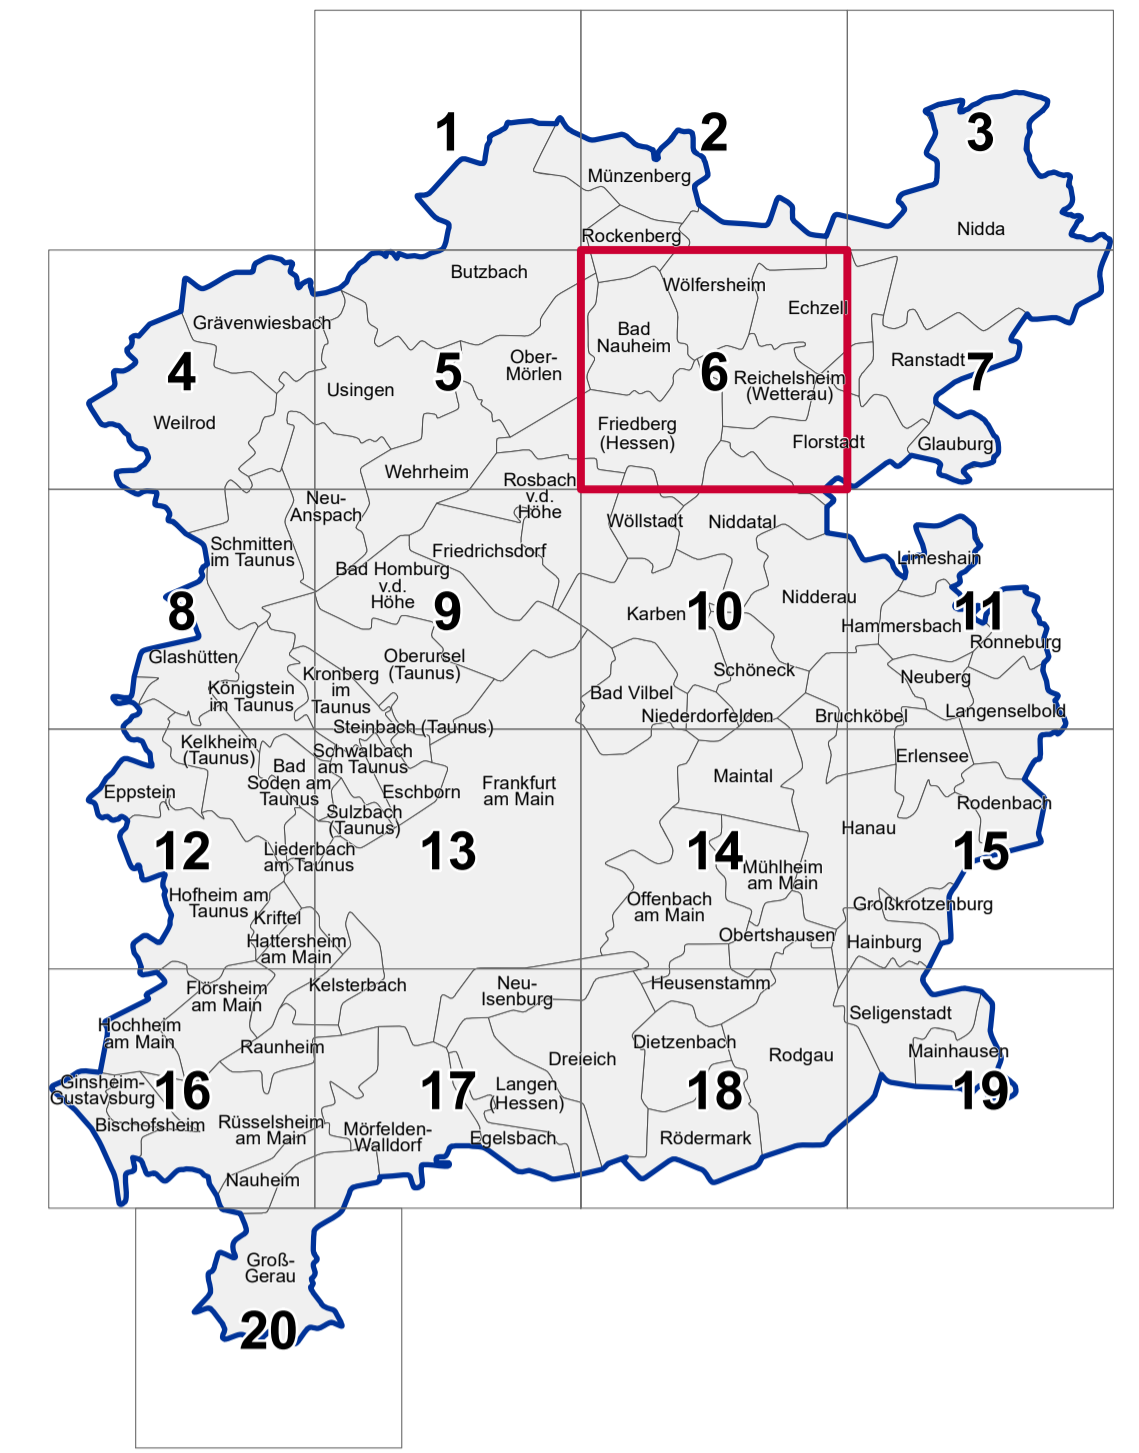 1
2
3
Münzenberg
Nidda
Rockenberg
Butzbach
Wölfersheim
Echzell
Grävenwiesbach
Bad
Nauheim
Ober-
Mörlen
Ranstadt
4
5
6
7
Usingen
Reichelsheim
(Wetterau)
Weilrod
Friedberg
(Hessen)
Florstadt
Glauburg
Wehrheim
Rosbach
v.d.
Höhe
Neu-
Anspach
Wöllstadt
Niddatal
Schmitten
im Taunus
Friedrichsdorf
Limeshain
Bad Homburg
v.d.
Höhe
Nidderau
8
9
10
11
Karben
Hammersbach
Ronneburg
Glashütten
Oberursel
(Taunus)
Schöneck
Neuberg
Königstein
im Taunus
Kronberg
im
Taunus
Bad Vilbel
Niederdorfelden
Bruchköbel
Langenselbold
Steinbach (Taunus)
Kelkheim
(Taunus)
Schwalbach
am Taunus
Erlensee
Bad
Soden am
Taunus
Maintal
Eppstein
Eschborn
Frankfurt
am Main
Rodenbach
Sulzbach
(Taunus)
Hanau
12
13
14
15
Liederbach
am Taunus
Mühlheim
am Main
Hofheim am
Taunus
Offenbach
am Main
Großkrotzenburg
Kriftel
Obertshausen
Hainburg
Hattersheim
am Main
Flörsheim
am Main
Kelsterbach
Neu-
Isenburg
Heusenstamm
Seligenstadt
Hochheim
am Main
Raunheim
Dreieich
Dietzenbach
Rodgau
Mainhausen
Ginsheim-
Gustavsburg
16
17
18
19
Langen
(Hessen)
Bischofsheim
Rüsselsheim
am Main
Mörfelden-
Walldorf
Egelsbach
Rödermark
Nauheim
Groß-
Gerau
20